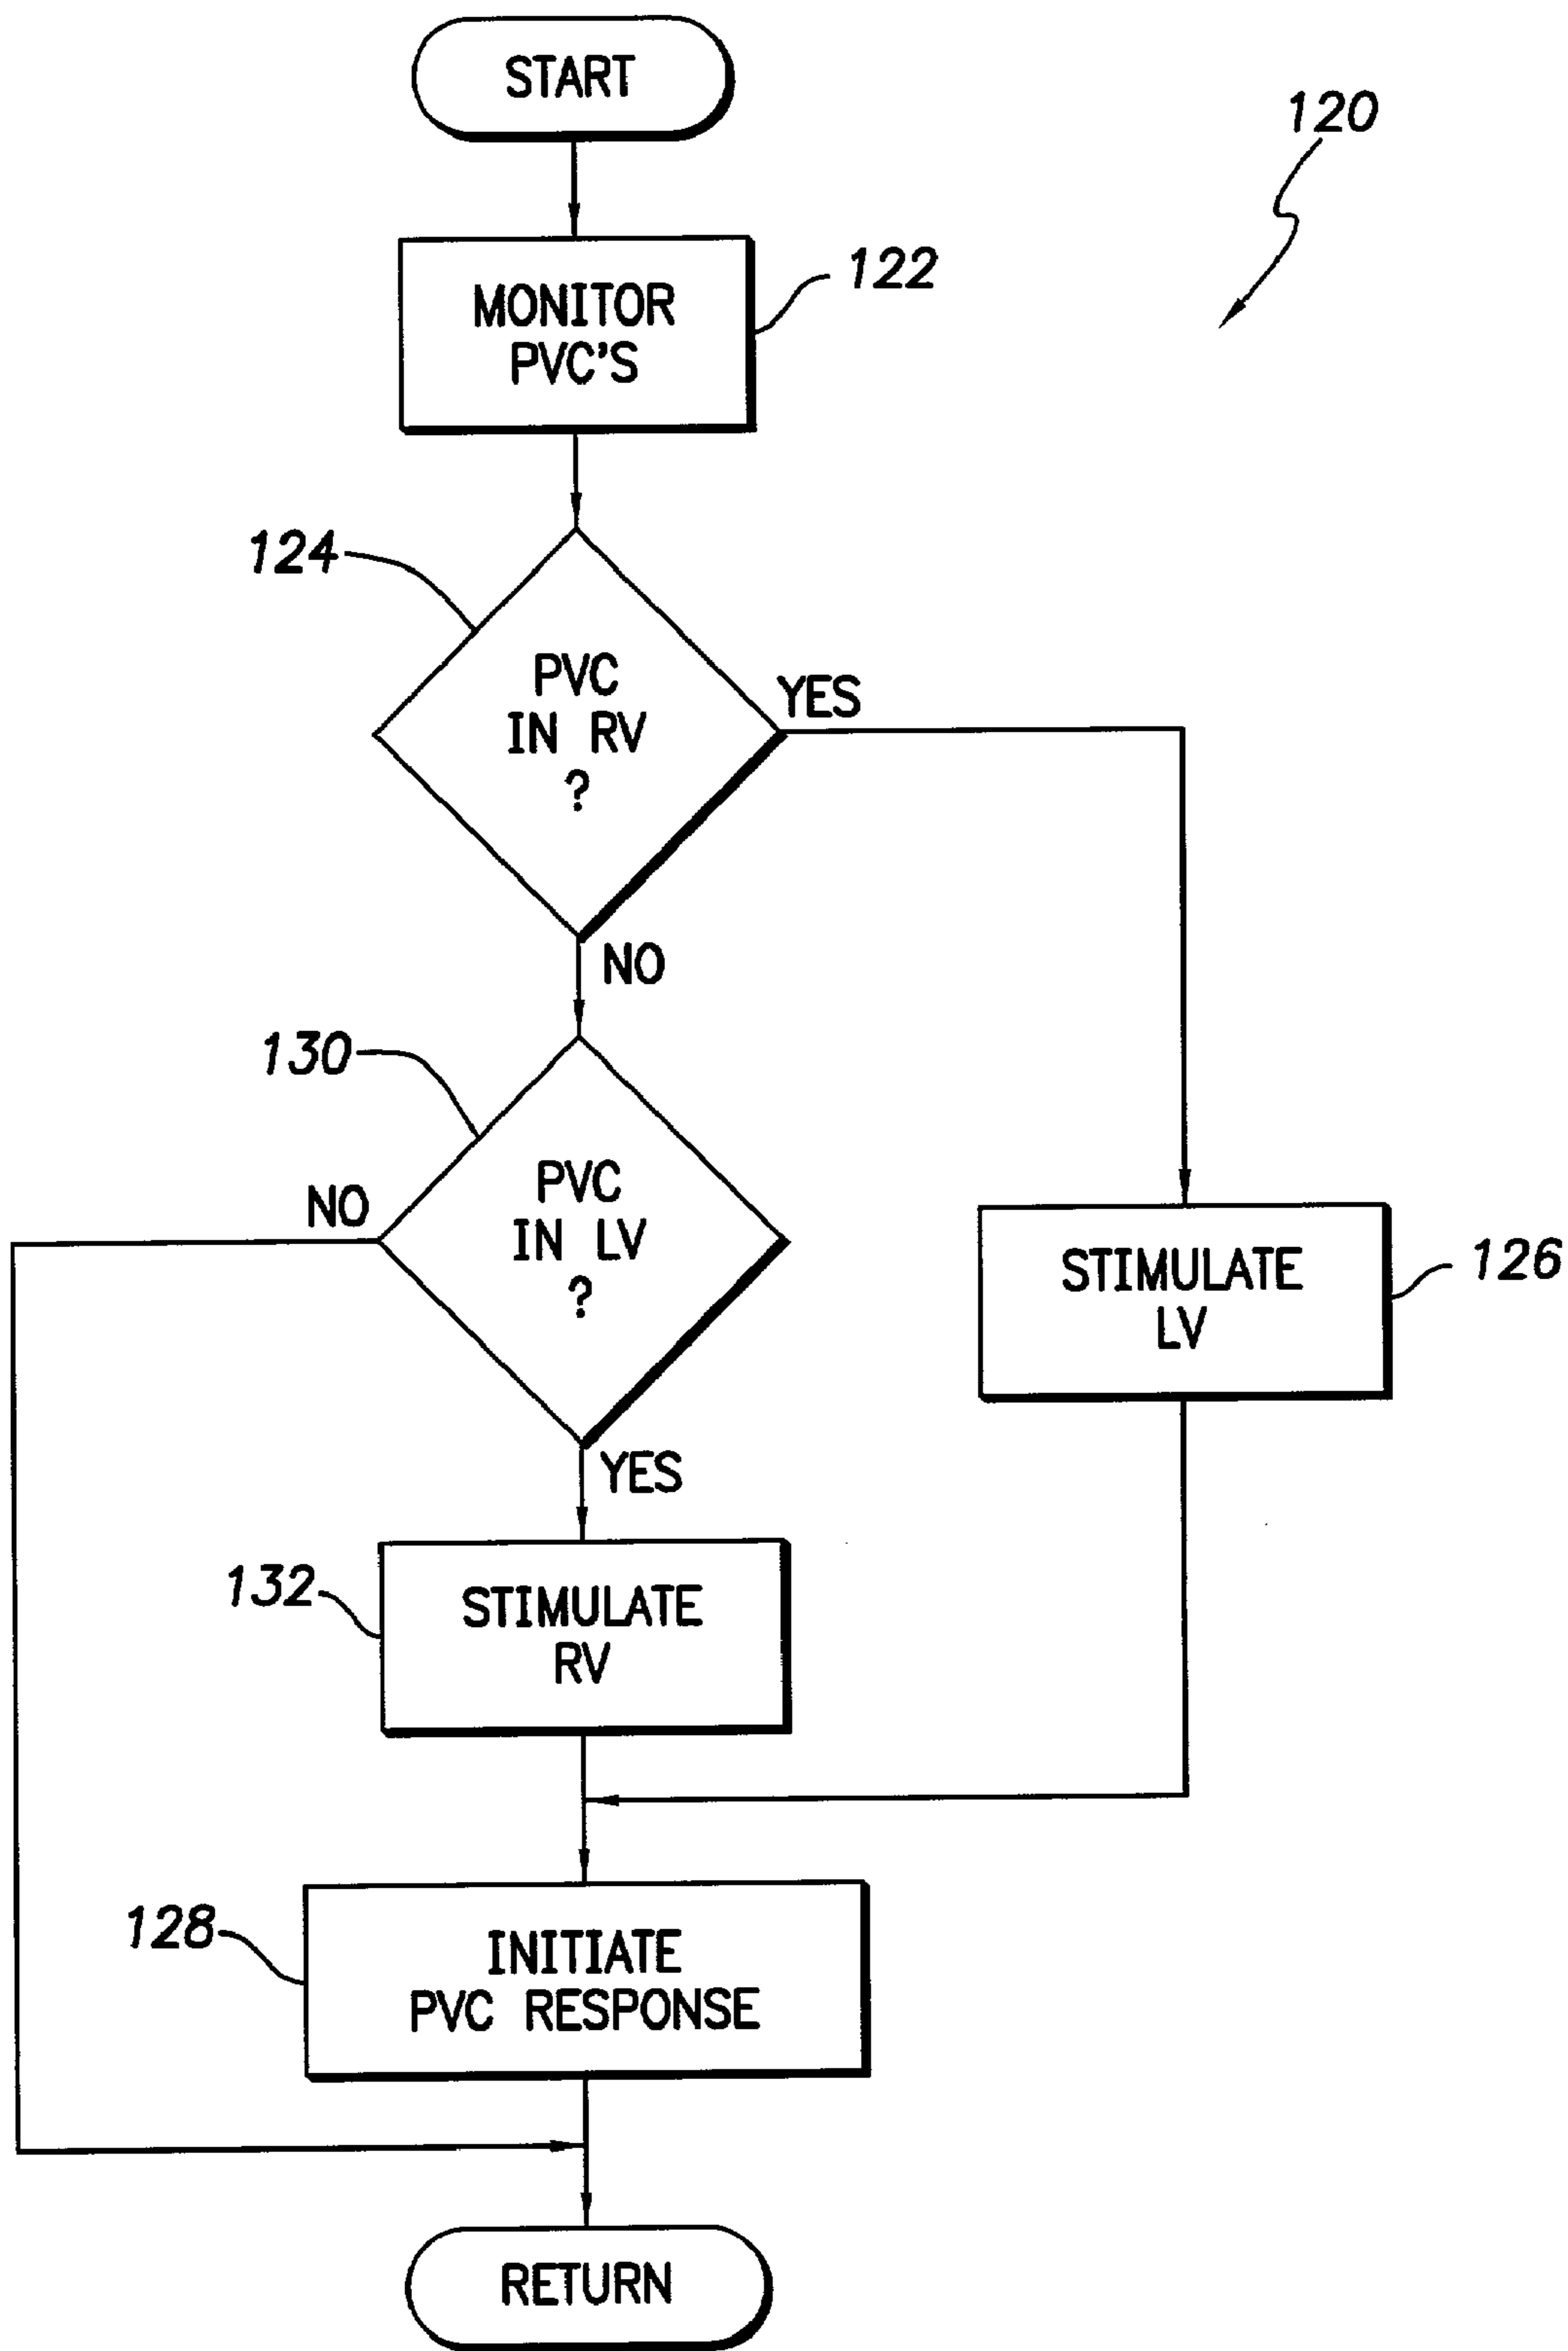 START
120
MONITOR
PVC'S
122
124
PVC
IN RV
?
YES
NO
130
PVC
IN LV
?
NO
YES
STIMULATE
LV
126
132
STIMULATE
RV
128
INITIATE
PVC RESPONSE
RETURN